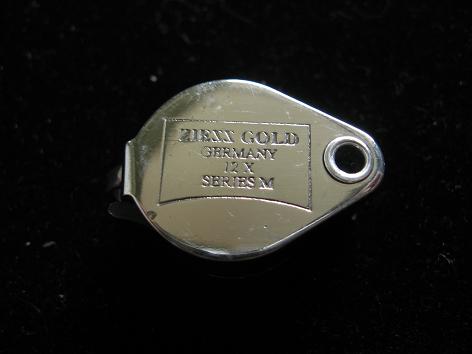 ZIEXX GOLD
GERMANY
12 X
SERIES M